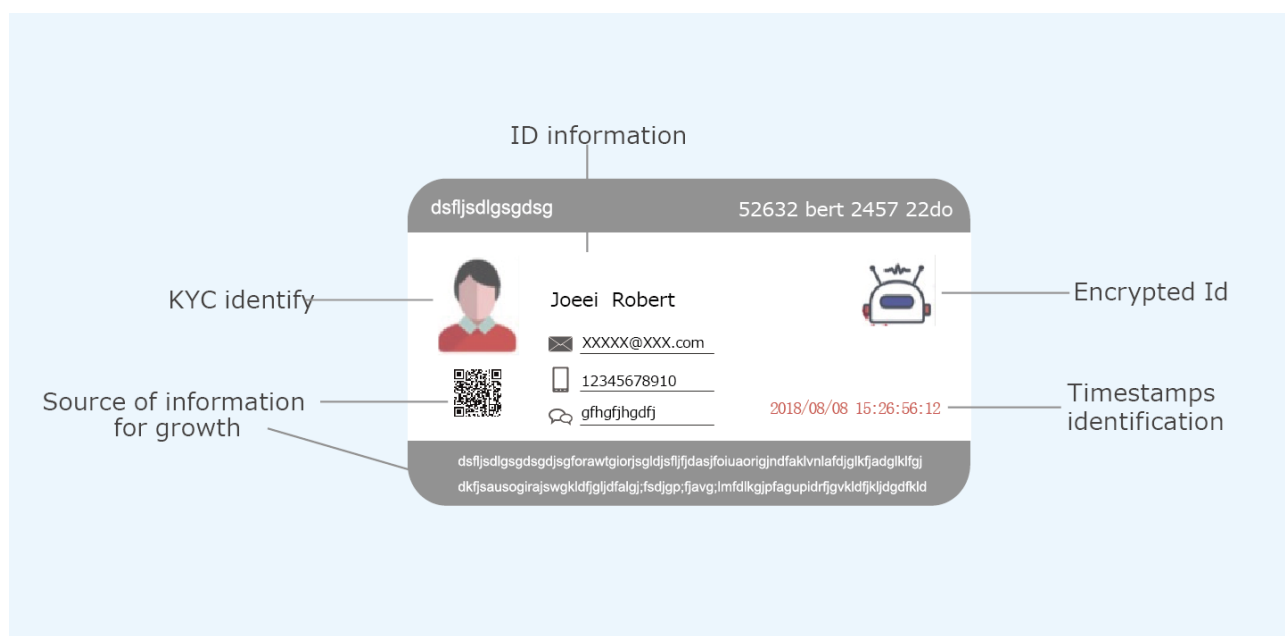 ID information
dsfljsdlgsgdsg
52632 bert 2457 22do
KYC identify
Joeei Robert
Encrypted Id
XXXXX@XXX.com
Source of information
for growth
12345678910
gfhgfjhgdfj
2018/08/08 15:26:56:12
Timestamps
identification
dsfljsdlgsgdsgdjsgforawtgiorjsgldjsfljfjdasjfoiuaorigjndfaklvnlafdjglkfjadglklfgj
dkfjsausogirajswgkldfjgljdfalgj;fsdjgp;fjavg;lmfdlkgjpfagupidrfjgvkldfjkljdgdfkld